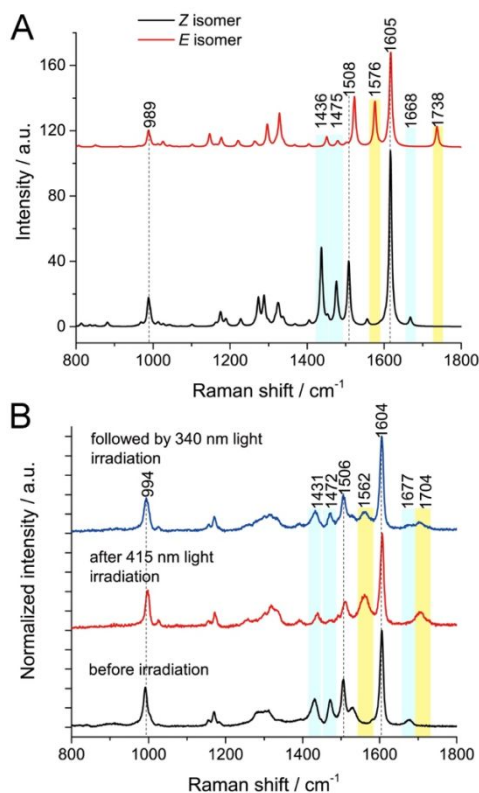 A
Z isomer
E isomer
989
1436
1475
1508
1576
1605
1668
1738
160
120
80
40
0
Intensity / a.u.
800 1000 1200 1400 1600 1800
Raman shift / cm-1
B
followed by 340 nm light
irradiation
994
1431
1472
1506
1562
1604
1677
1704
after 415 nm light
irradiation
before irradiation
Normalized intensity / a.u.
800 1000 1200 1400 1600 1800
Raman shift / cm-1